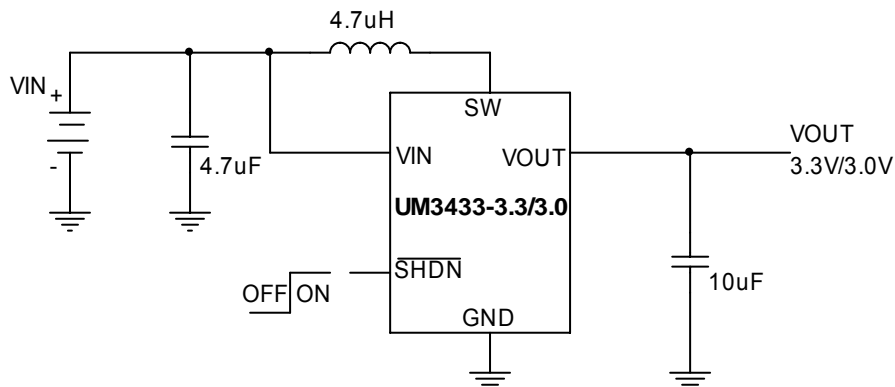 4.7uH
VIN
+
-
4.7uF
SW
VIN
VOUT
UM3433-3.3/3.0
SHDN
GND
OFF
ON
VOUT
3.3V/3.0V
10uF